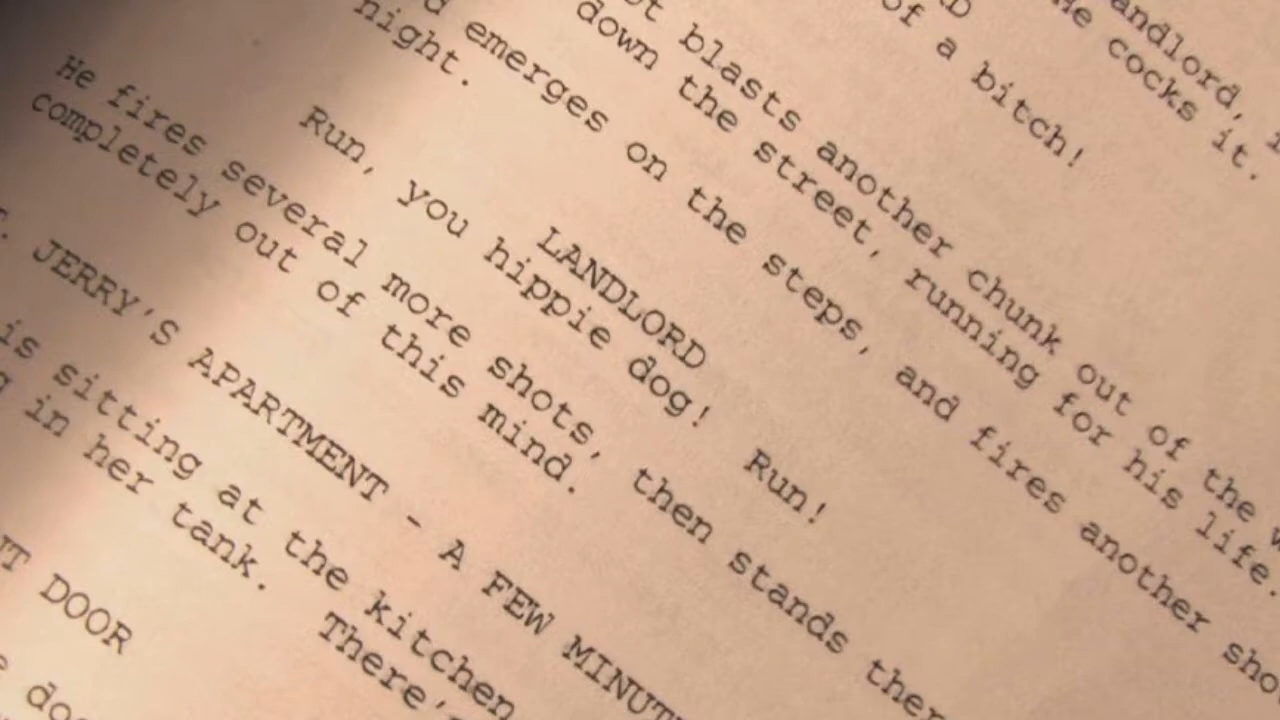 andlord,
He cocks it.
of a bitch!
blasts another chunk out of the
down the street, running for his life.
emerges on the steps, and fires another sho
night.
LANDLORD
Run, you hippie dog! Run!
He fires several more shots, then stands ther
completely out of this mind.
JERRY'S APARTMENT - A FEW MINUT
is sitting at the kitchen
in her tank. There'
DOOR